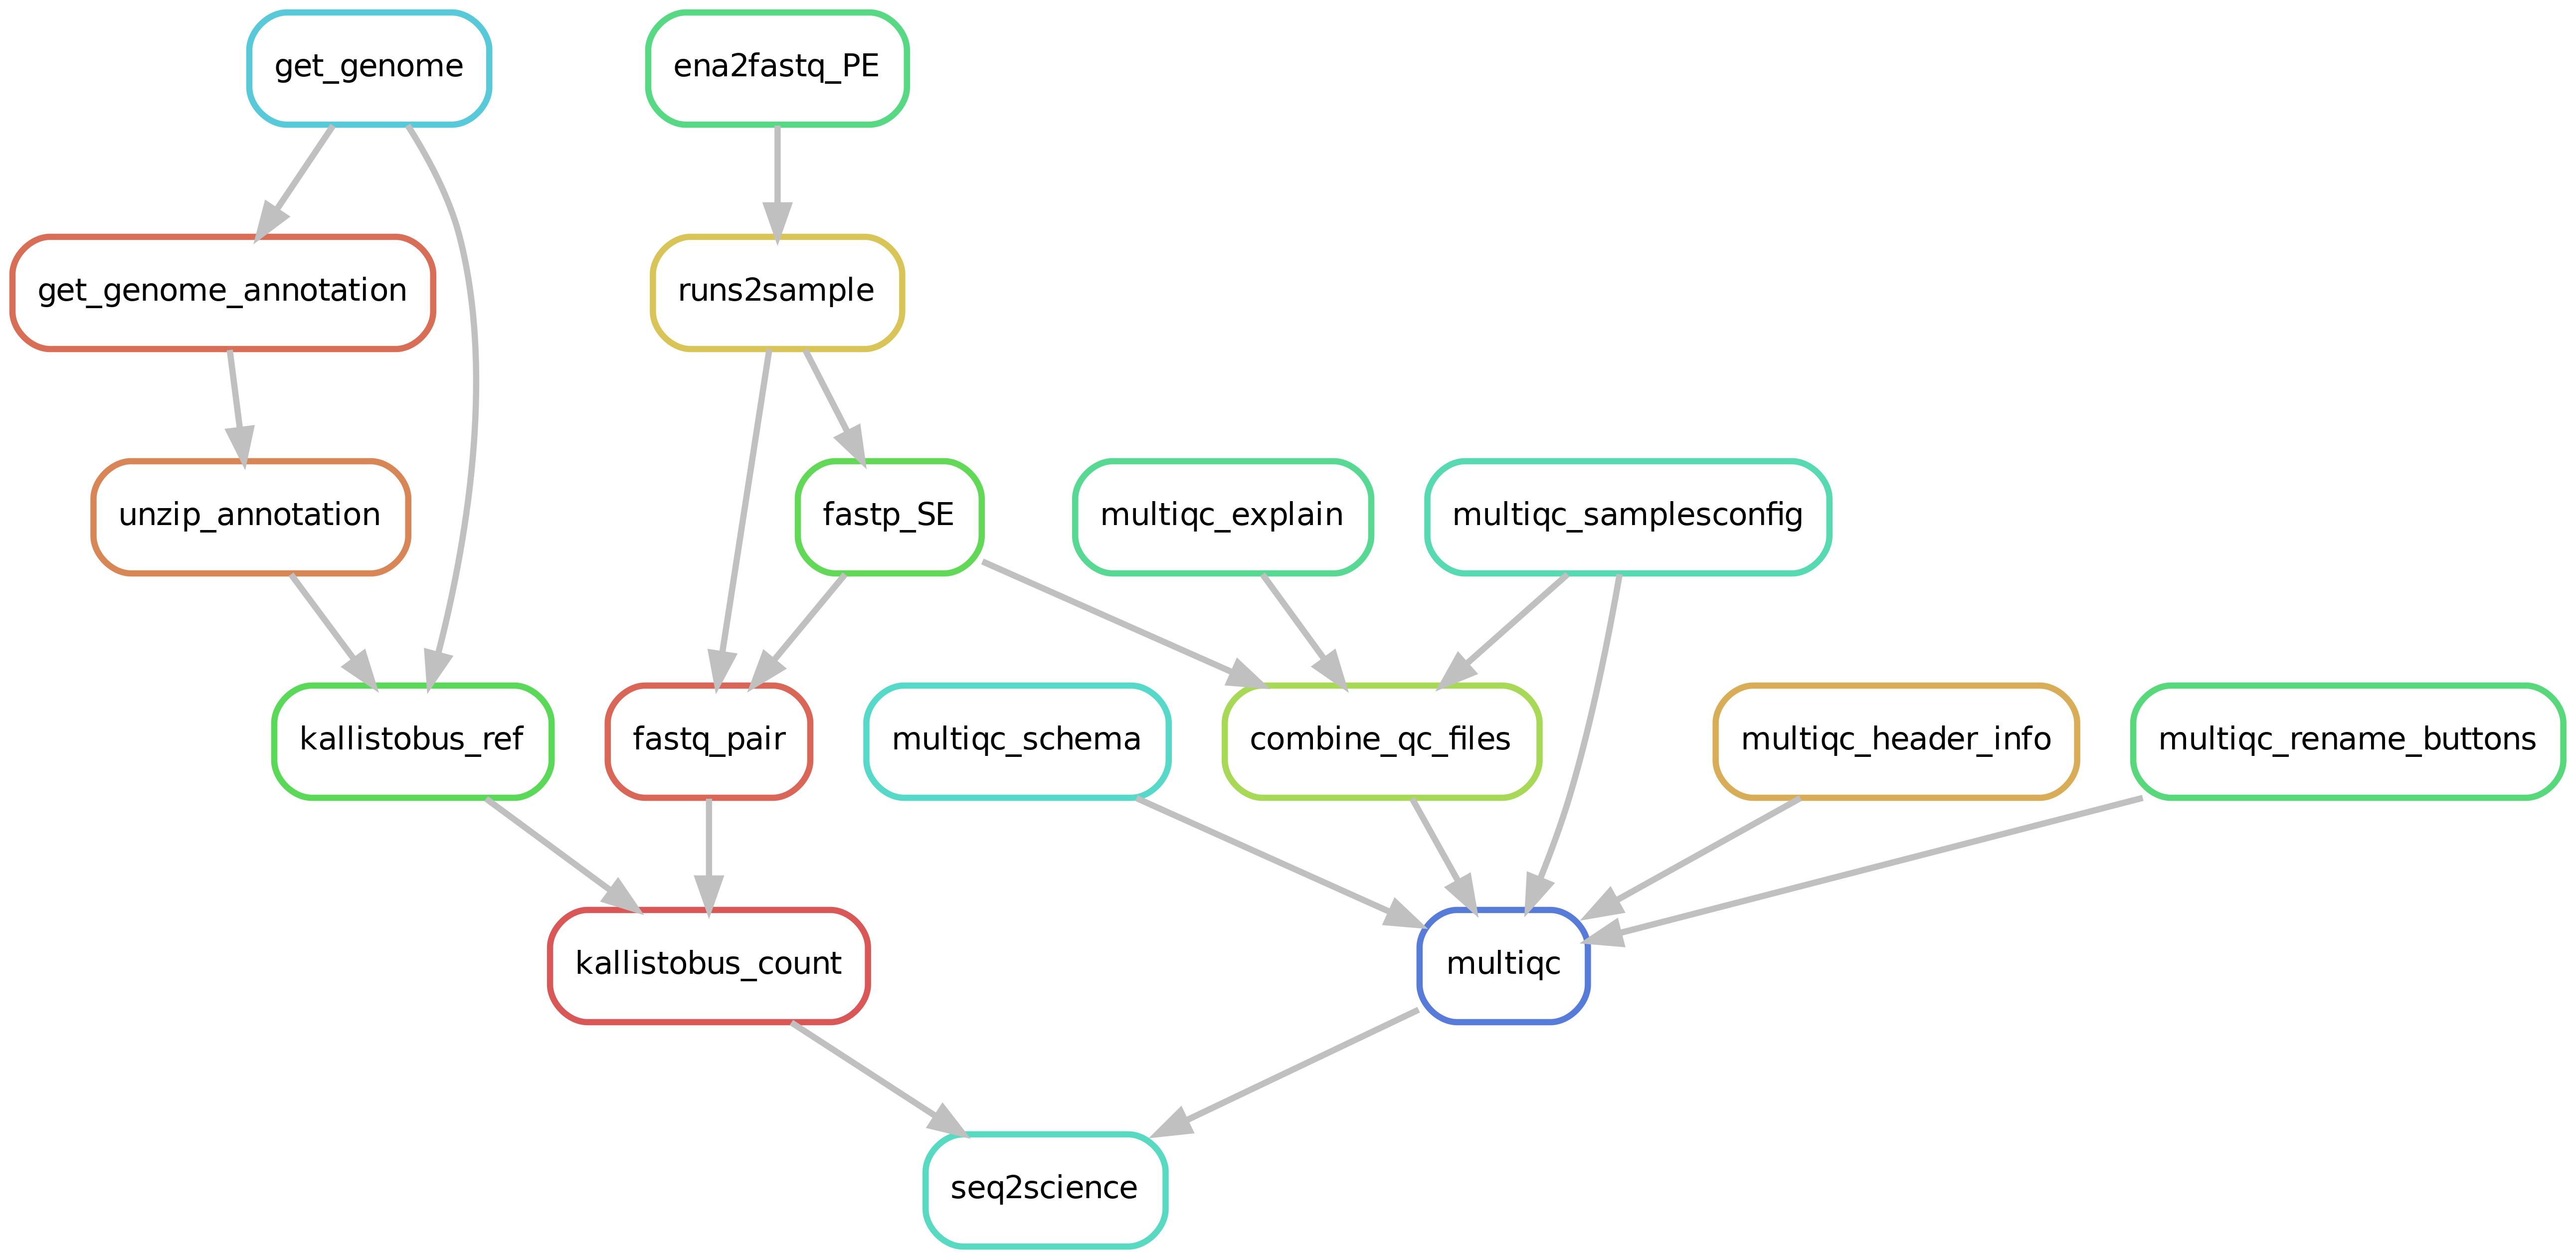 get_genome
ena2fastq_PE
get_genome_annotation
runs2sample
unzip_annotation
fastp_SE
multiqc_explain
multiqc_samplesconfig
kallistobus_ref
fastq_pair
multiqc_schema
combine_qc_files
multiqc_header_info
multiqc_rename_buttons
kallistobus_count
multiqc
seq2science